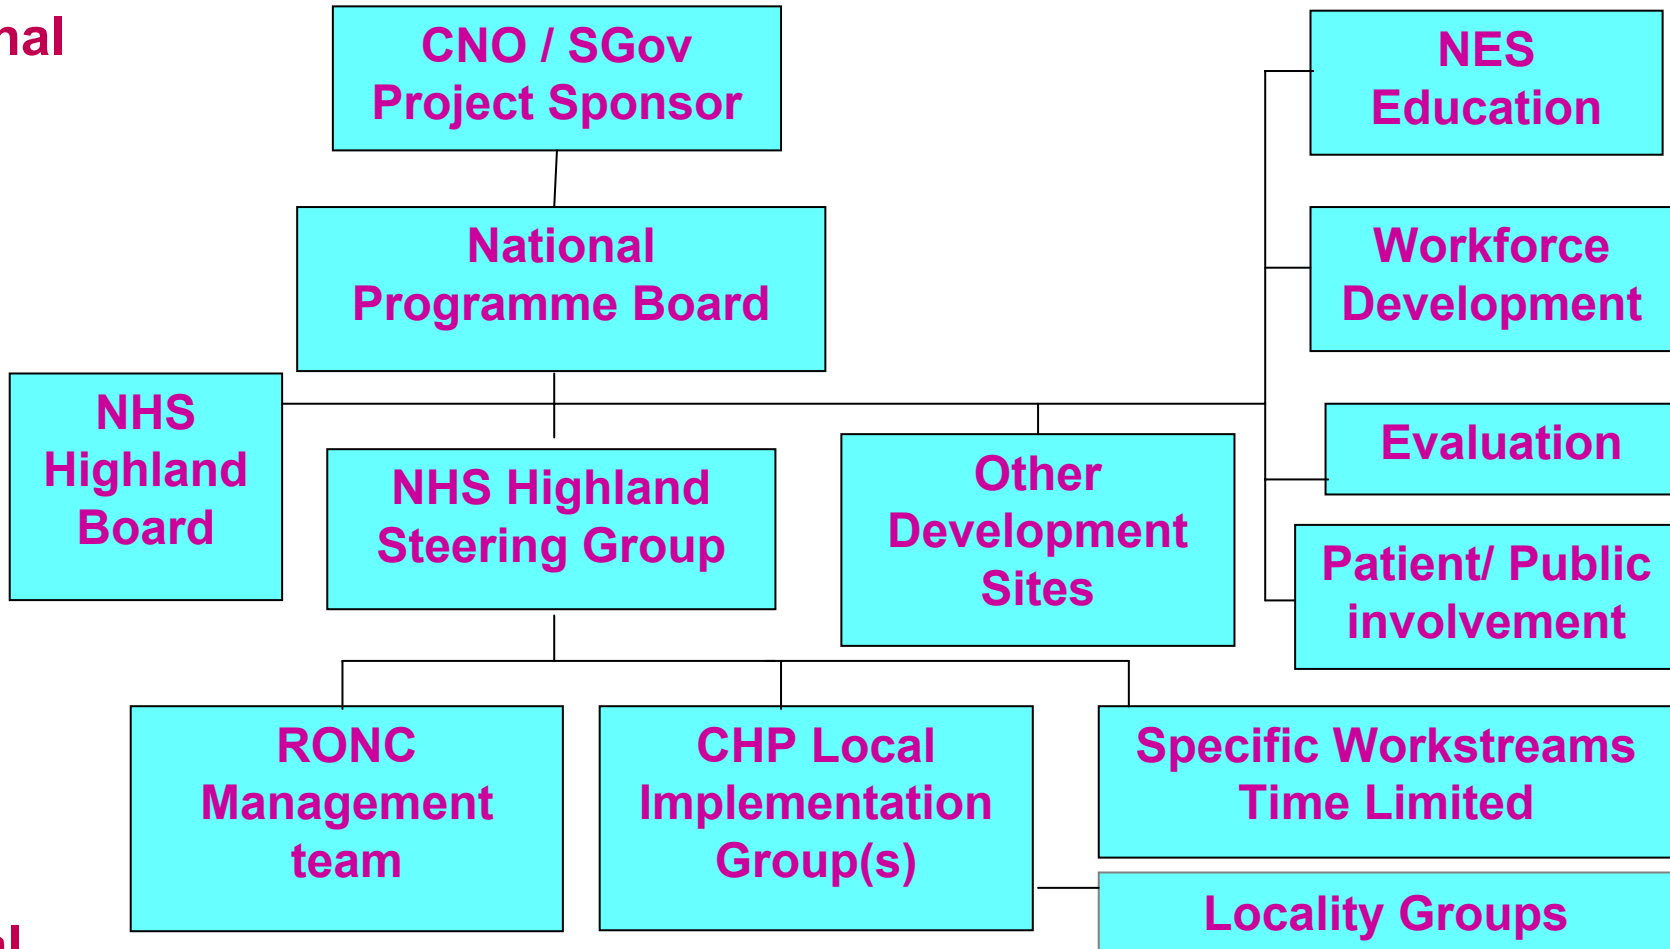 CNO / SGov
Project Sponsor
NES
Education
National
Programme Board
Workforce
Development
NHS
Highland
Board
NHS Highland
Steering Group
Other
Development
Sites
Evaluation
Patient/ Public
involvement
RONC
Management
team
CHP Local
Implementation
Group(s)
Specific Workstreams
Time Limited
Locality Groups